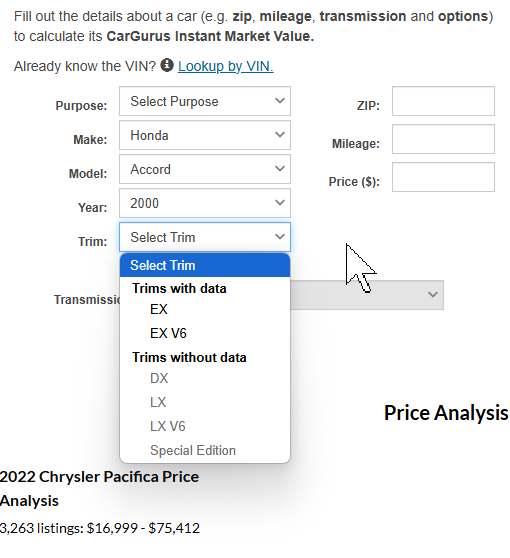 Fill out the details about a car (e.g. zip, mileage, transmission and options)
to calculate its CarGurus Instant Market Value.
Already know the VIN? Lookup by VIN.
Purpose: Select Purpose
ZIP:
Make: Honda
Mileage:
Model: Accord
Price ($):
Year: 2000
Trim: Select Trim
Select Trim
Trims with data
Transmissi
EX
EX V6
Trims without data
DX
LX
LX V6
Special Edition
Price Analysis
2022 Chrysler Pacifica Price
Analysis
3,263 listings: $16,999 - $75,412